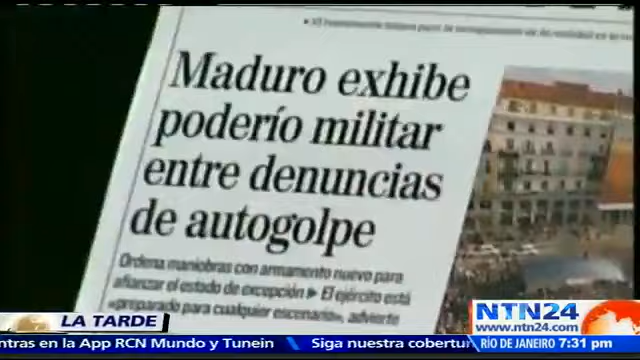 Maduro exhibe
poderío militar
entre denuncias
de autogolpe
Ordena maniobras con armamento nuevo para
afianzar el estado de excepción ▶ El ejército está
«preparado para cualquier escenario», advierte
LA TARDE
NTN24
www.ntn24.com
entras en la App RCN Mundo y Tunein
Siga nuestra cobertur
RÍO DE JANEIRO 7:31 pm